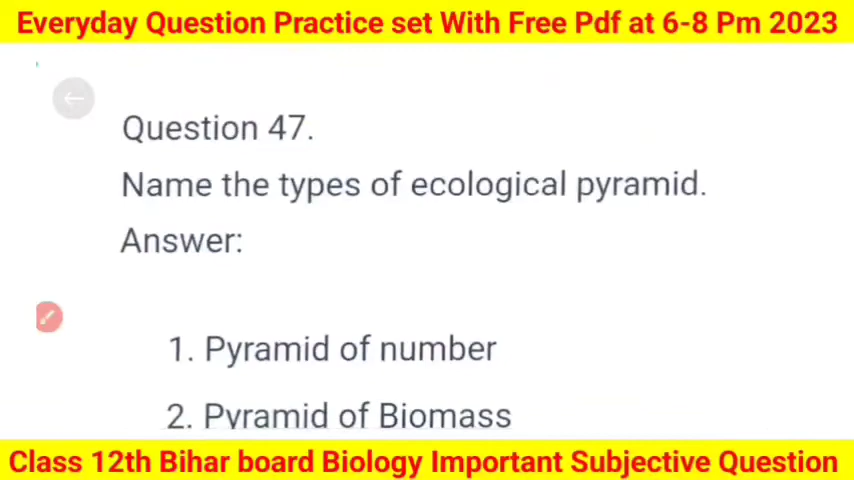 Everyday Question Practice set With Free Pdf at 6-8 Pm 2023
Question 47.
Name the types of ecological pyramid.
Answer:
1. Pyramid of number
2. Pyramid of Biomass
Class 12th Bihar board Biology Important Subjective Question